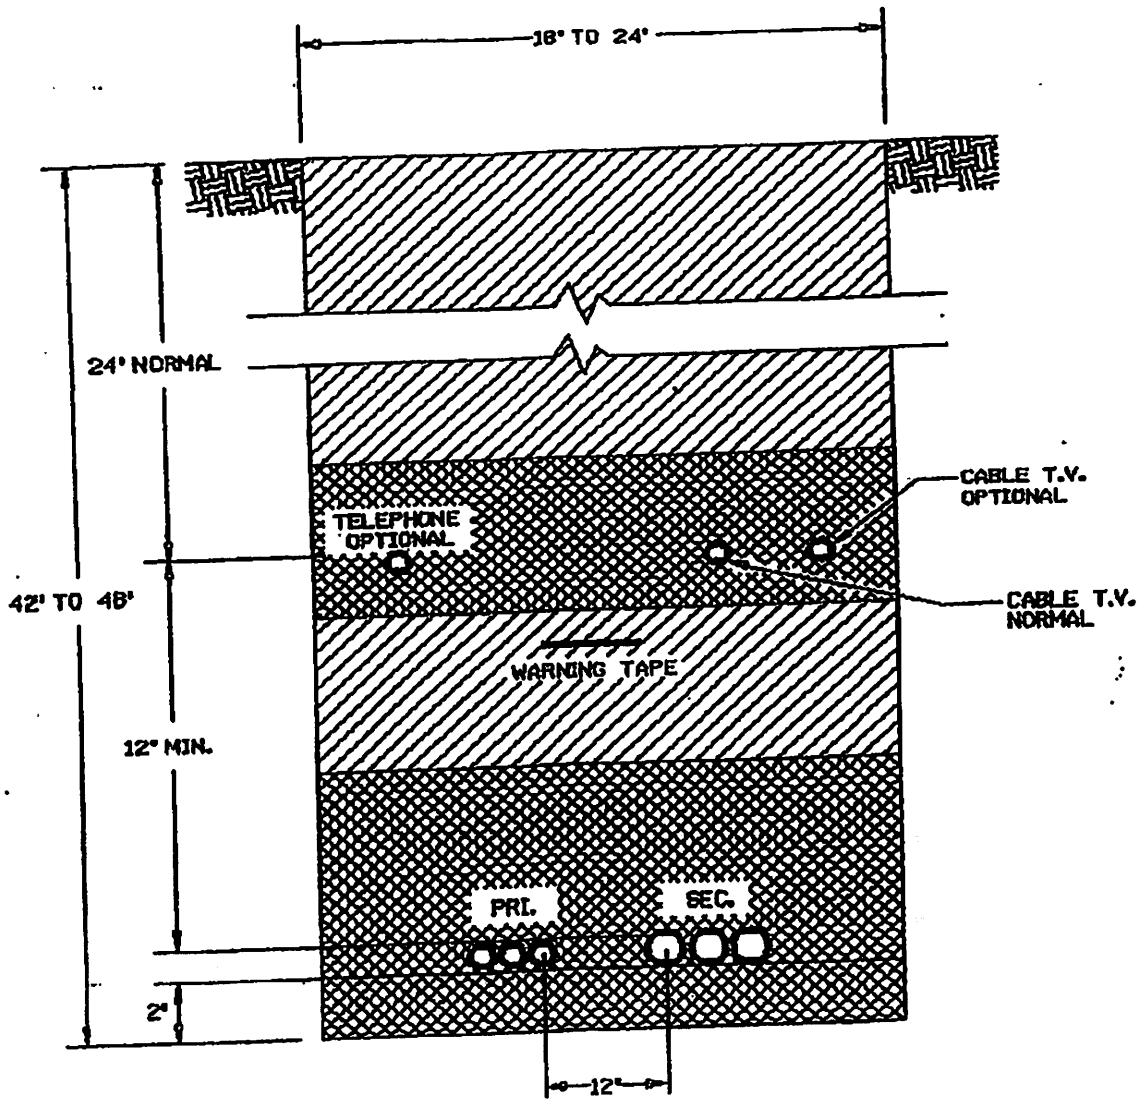 18" TO 24"
24" NORMAL
CABLE T.V.
OPTIONAL
TELEPHONE
OPTIONAL
42" TO 48"
CABLE T.V.
NORMAL
WARNING TAPE
12" MIN.
PRI.
SEC.
2"
12"